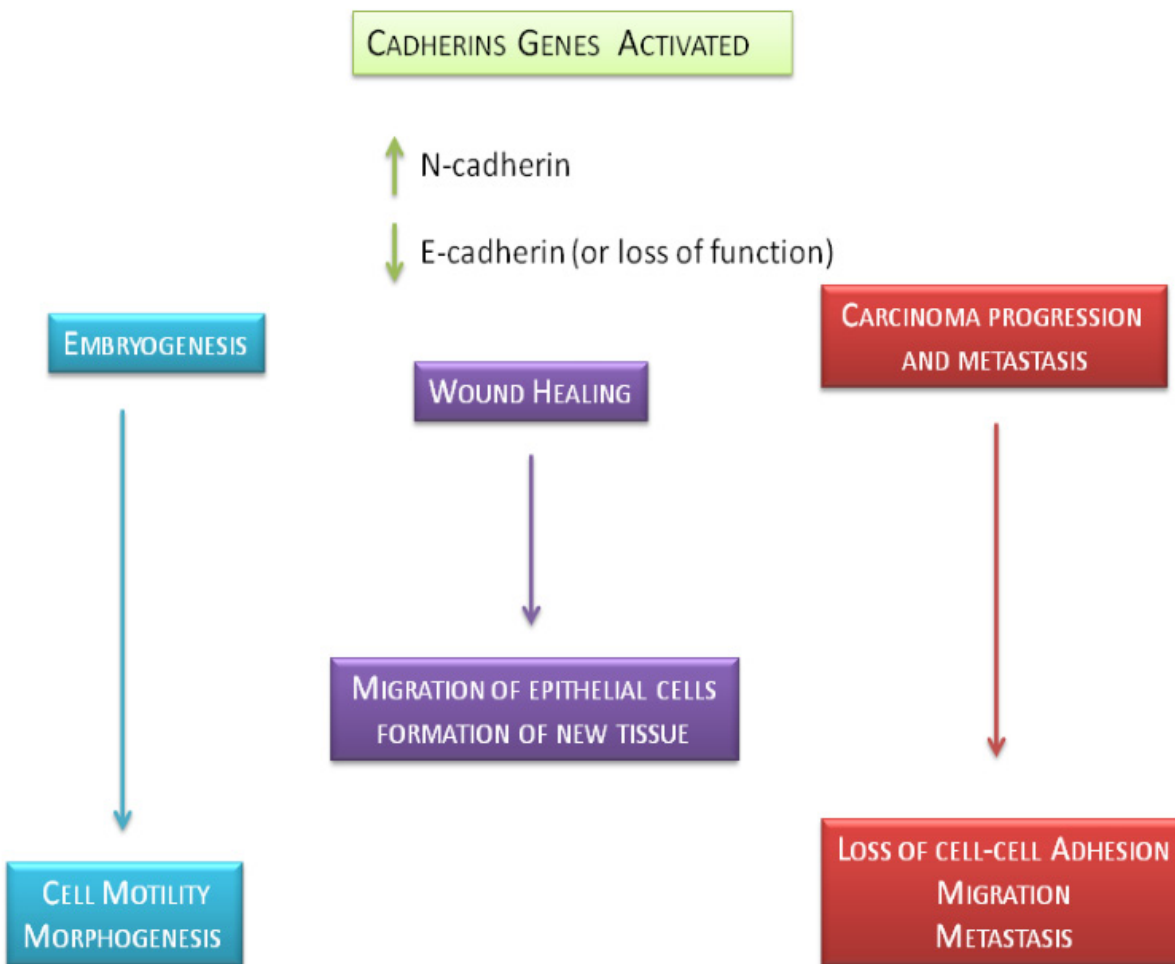 CADHERINS GENES ACTIVATED
N-cadherin
E-cadherin (or loss of function)
EMBRYOGENESIS
WOUND HEALING
CARCINOMA PROGRESSION
AND METASTASIS
MIGRATION OF EPITHELIAL CELLS
FORMATION OF NEW TISSUE
CELL MOTILITY
MORPHOGENESIS
LOSS OF CELL-CELL ADHESION
MIGRATION
METASTASIS